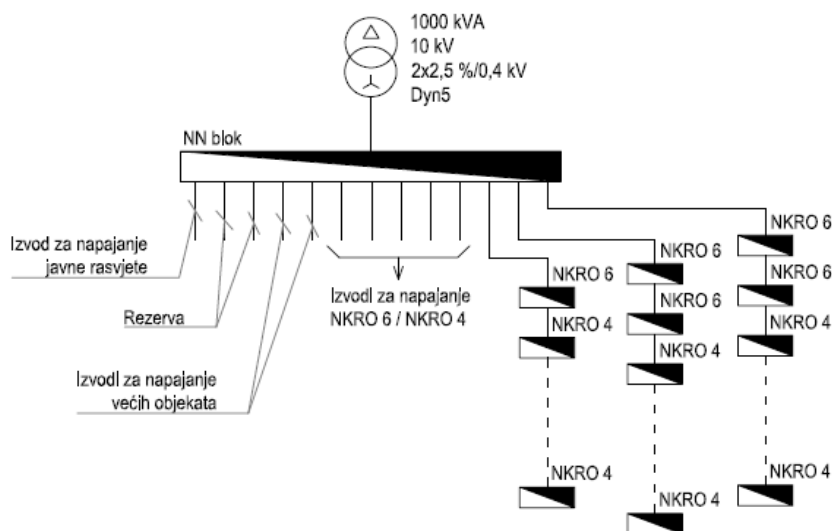 1000 kVA
10 kV
2x2,5 %/0,4 kV
Dyn5
NN blok
Izvod za napajanje
javne rasvjete
Rezerva
Izvodi za napajanje
većih objekata
Izvodi za napajanje
NKRO 6 / NKRO 4
NKRO 6
NKRO 4
NKRO 4
NKRO 6
NKRO 6
NKRO 4
NKRO 4
NKRO 6
NKRO 6
NKRO 4
NKRO 4